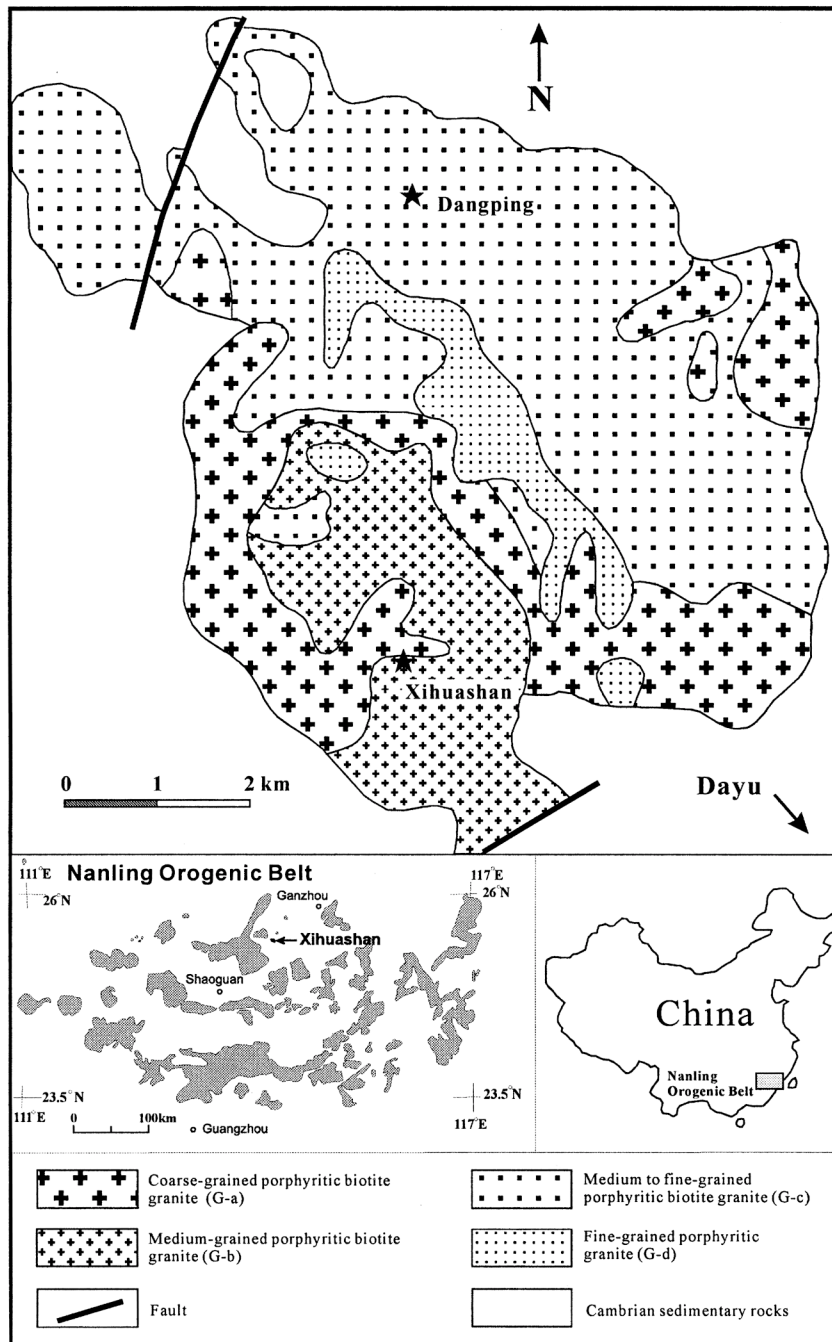 N
Dangping
Xihuashan
0 1 2 km
Dayu
111°E
Nanling Orogenic Belt
117°E
26°N
Ganzhou
26°N
Xihuashan
Shaoguan
China
Nanling
Orogenic Belt
23.5°N
23.5°N
111°E
0 100km
Guangzhou
117°E
Coarse-grained porphyritic biotite
granite (G-a)
Medium to fine-grained
porphyritic biotite granite (G-c)
Medium-grained porphyritic biotite
granite (G-b)
Fine-grained porphyritic
granite (G-d)
Fault
Cambrian sedimentary rocks